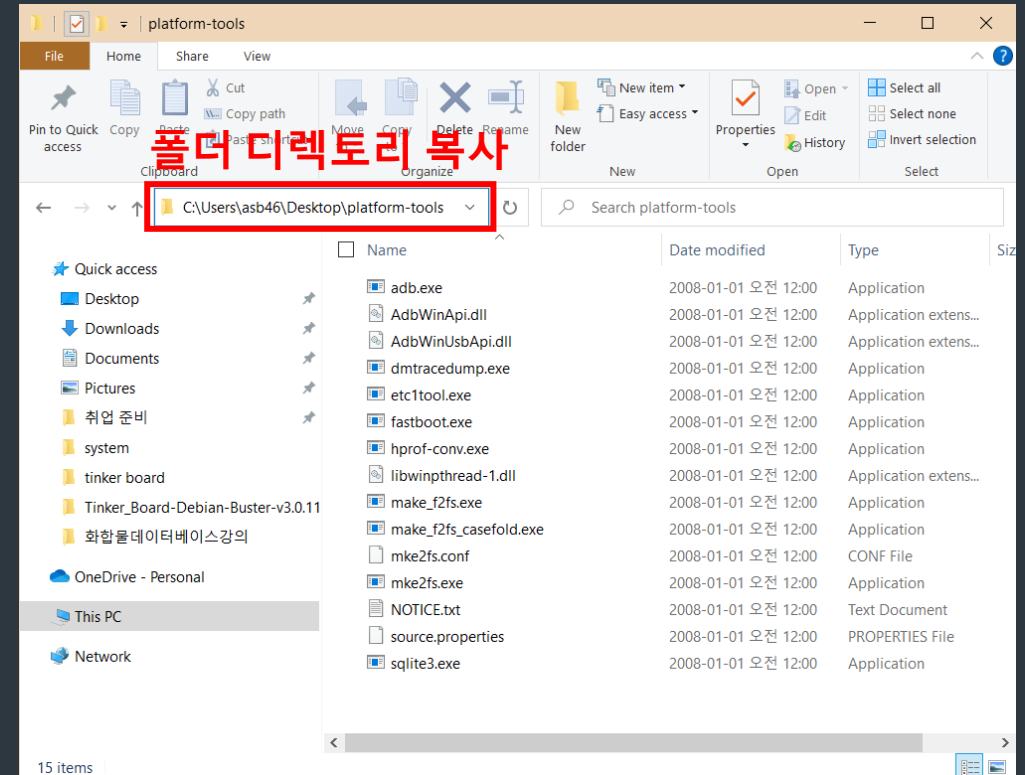 platform-tools
File Home Share View
Pin to Quick access
Copy
Paste
Cut
Copy path
Paste shortcut
Clipboard
Move
Copy to
Delete
Rename
Organize
New folder
New item
Easy access
New
Properties
Open
Edit
History
Open
Select all
Select none
Invert selection
Select
폴더 디렉토리 복사
C:\Users\asb46\Desktop\platform-tools
Search platform-tools
Quick access
Desktop
Downloads
Documents
Pictures
취업 준비
system
tinker board
Tinker_Board-Debian-Buster-v3.0.11
화합물데이터베이스강의
OneDrive - Personal
This PC
Network
Name Date modified Type Siz
adb.exe 2008-01-01 오전 12:00 Application
AdbWinApi.dll 2008-01-01 오전 12:00 Application extens...
AdbWinUsbApi.dll 2008-01-01 오전 12:00 Application extens...
dmtracedump.exe 2008-01-01 오전 12:00 Application
etc1tool.exe 2008-01-01 오전 12:00 Application
fastboot.exe 2008-01-01 오전 12:00 Application
hprof-conv.exe 2008-01-01 오전 12:00 Application
libwinpthread-1.dll 2008-01-01 오전 12:00 Application extens...
make_f2fs.exe 2008-01-01 오전 12:00 Application
make_f2fs_casefold.exe 2008-01-01 오전 12:00 Application
mke2fs.conf 2008-01-01 오전 12:00 CONF File
mke2fs.exe 2008-01-01 오전 12:00 Application
NOTICE.txt 2008-01-01 오전 12:00 Text Document
source.properties 2008-01-01 오전 12:00 PROPERTIES File
sqlite3.exe 2008-01-01 오전 12:00 Application
15 items